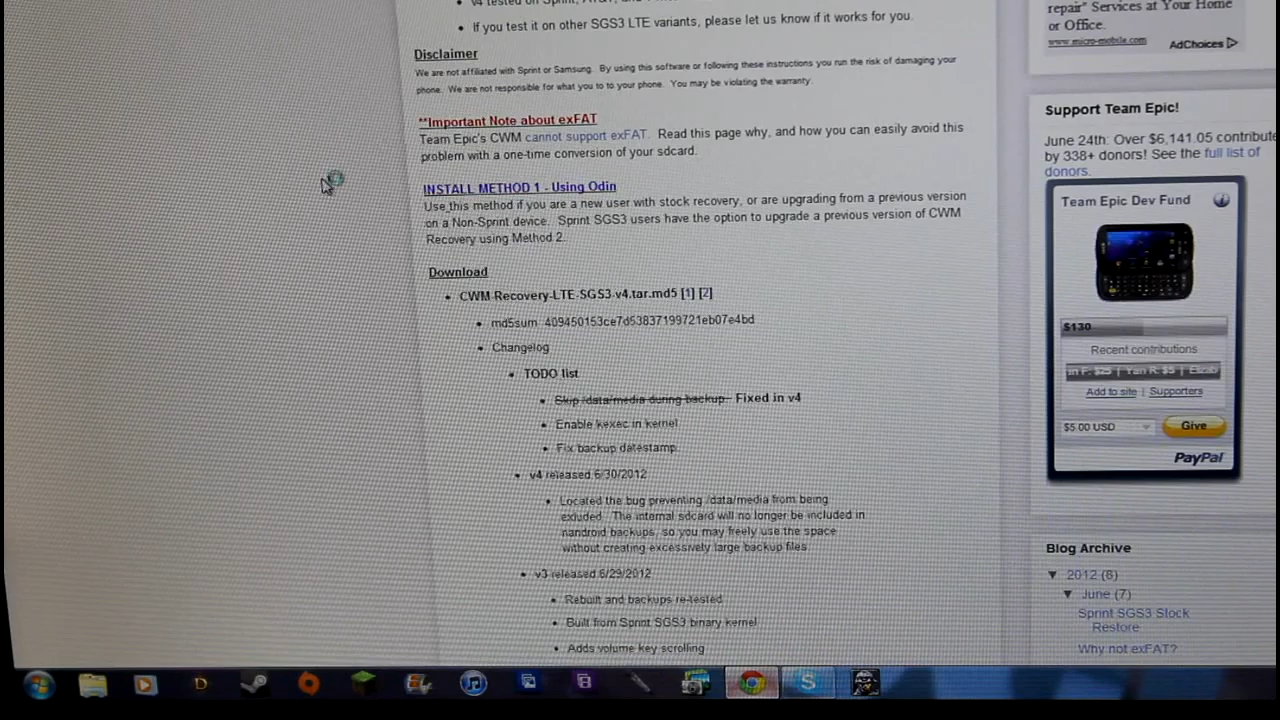 If you test it on other SGS3 LTE variants, please let us know if it works for you.
Disclaimer
We are not affiliated with Sprint or Samsung. By using this software or following these instructions you run the risk of damaging your
phone. We are not responsible for what you to to your phone. You may be violating the warranty.
**Important Note about exFAT
Team Epic's CWM cannot support exFAT. Read this page why, and how you can easily avoid this
problem with a one-time conversion of your sdcard.
INSTALL METHOD 1 - Using Odin
Use this method if you are a new user with stock recovery, or are upgrading from a previous version
on a Non-Sprint device. Sprint SGS3 users have the option to upgrade a previous version of CWM
Recovery using Method 2.
Download
CWM-Recovery-LTE-SGS3-v4.tar.md5 [1] [2]
md5sum 409450153ce7d53837199721eb07e4bd
Changelog
TODO list
Skip /data/media during backup - Fixed in v4
Enable kexec in kernel
Fix backup datestamp
v4 released 6/30/2012
Located the bug preventing /data/media from being
exluded. The internal sdcard will no longer be included in
nandroid backups, so you may freely use the space
without creating excessively large backup files.
v3 released 6/29/2012
Rebuilt and backups re-tested
Built from Sprint SGS3 binary kernel
Adds volume key scrolling
repair" Services at Your Home
or Office.
www.micro-mobile.com
AdChoices
Support Team Epic!
June 24th: Over $6,141.05 contribute
by 338+ donors! See the full list of
donors.
Team Epic Dev Fund
$130
Recent contributions
in F: $25 | Yan R: $5 |
Add to site | Supporters
$5.00 USD
Give
PayPal
Blog Archive
▼ 2012 (8)
▼ June (7)
Sprint SGS3 Stock
Restore
Why not exFAT?